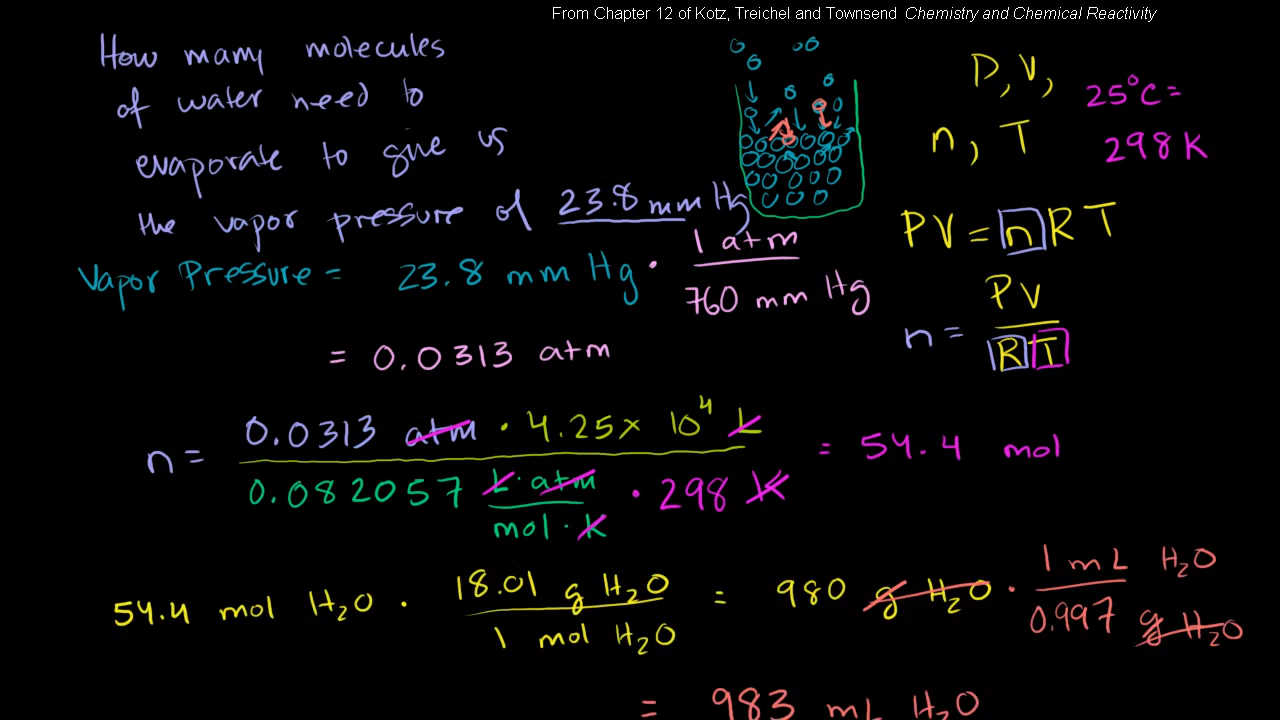 From Chapter 12 of Kotz, Treichel and Townsend Chemistry and Chemical Reactivity
How many molecules
of water need to
evaporate to give us
the vapor pressure of 23.8 mm Hg
P, V,
n, T
25°C =
298 K
Vapor Pressure = 23.8 mm Hg · 1 atm / 760 mm Hg
= 0.0313 atm
PV = nRT
n = PV / RT
n = 0.0313 atm · 4.25 x 10⁴ L / 0.082057 L·atm / mol·K · 298 K = 54.4 mol
54.4 mol H₂O · 18.01 g H₂O / 1 mol H₂O = 980 g H₂O · 1 mL H₂O / 0.997 g H₂O
= 983 mL H₂O